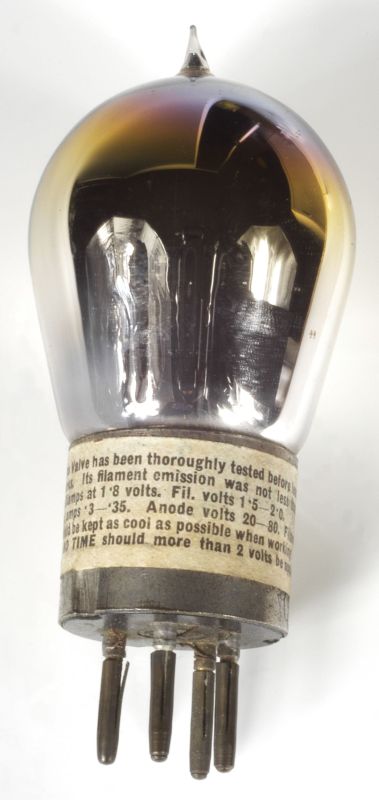 Valve has been thoroughly tested before
Its filament emission was not less
amps at 1·8 volts. Fil. volts 1·5—2·0.
amps ·3—·35. Anode volts 20—80.
be kept as cool as possible when working
TIME should more than 2 volts be